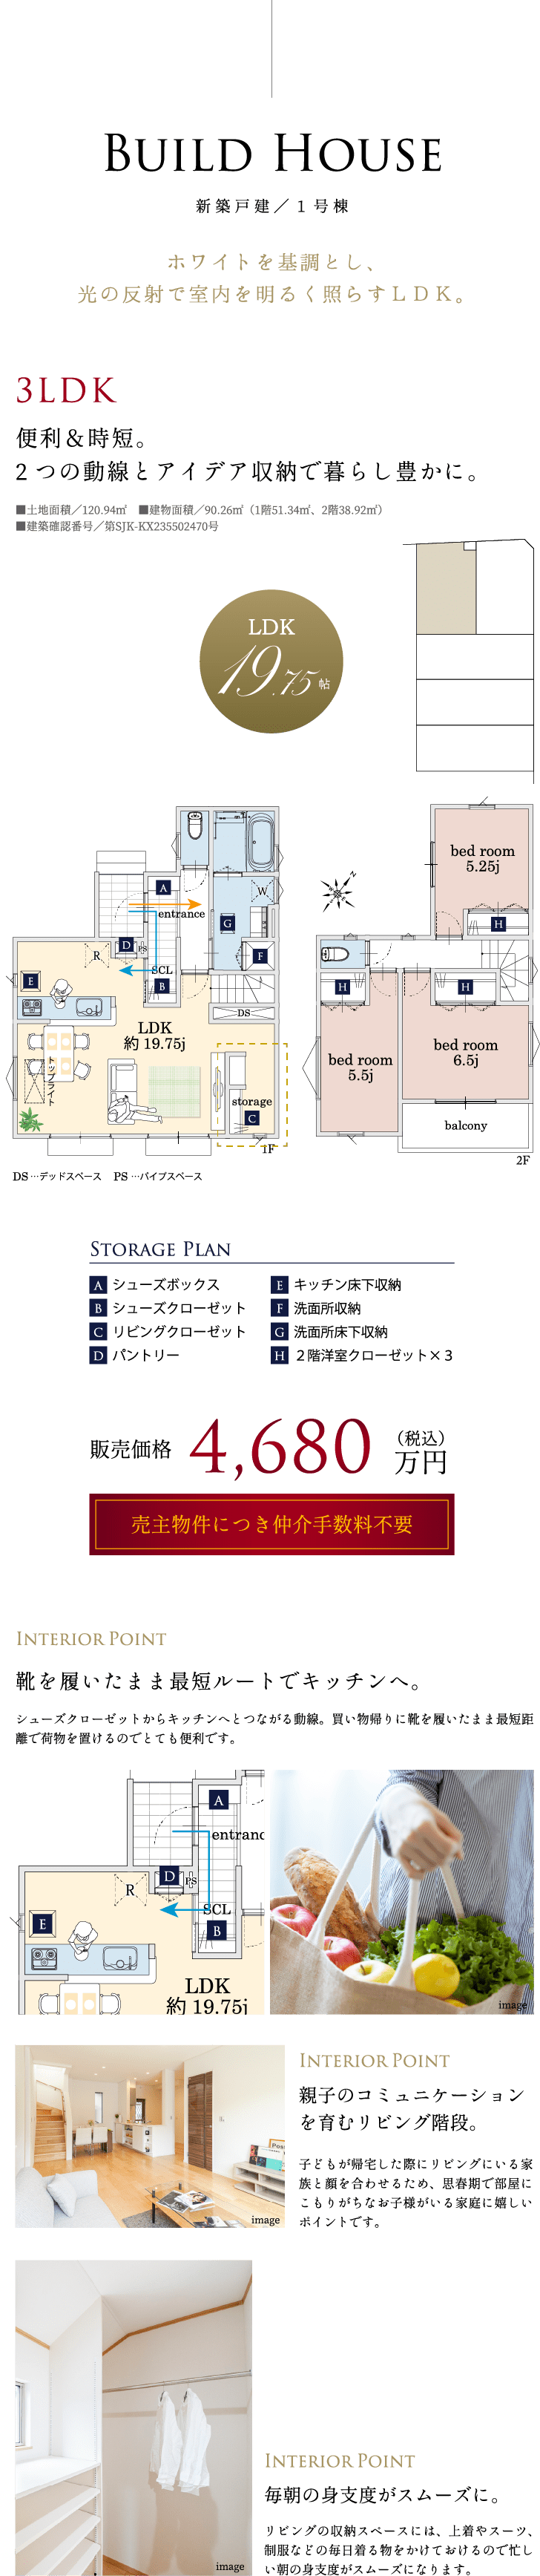 BUILD HOUSE
新築戸建／１号棟
ホワイトを基調とし、
光の反射で室内を明るく照らすＬＤＫ。
3LDK
便利＆時短。
２つの動線とアイデア収納で暮らし豊かに。
■土地面積／120.94㎡　■建物面積／90.26㎡（1階51.34㎡、2階38.92㎡）
■建築確認番号／第SJK-KX235502470号
LDK
19.75帖
A
entrance
W
G
D
PS
R
SCL
F
E
B
DS
LDK
約 19.75j
トップライト
storage
C
1F
bed room
5.25j
N
H
H
H
bed room
5.5j
bed room
6.5j
balcony
2F
DS…デッドスペース　PS…パイプスペース
STORAGE PLAN
A シューズボックス
B シューズクローゼット
C リビングクローゼット
D パントリー
E キッチン床下収納
F 洗面所収納
G 洗面所床下収納
H ２階洋室クローゼット×３
販売価格 4,680 （税込）
万円
売主物件につき仲介手数料不要
INTERIOR POINT
靴を履いたまま最短ルートでキッチンへ。
シューズクローゼットからキッチンへとつながる動線。買い物帰りに靴を履いたまま最短距
離で荷物を置けるのでとても便利です。
A
entranc
D
PS
R
SCL
E
B
LDK
約 19.75j
image
INTERIOR POINT
親子のコミュニケーション
を育むリビング階段。
子どもが帰宅した際にリビングにいる家
族と顔を合わせるため、思春期で部屋に
こもりがちなお子様がいる家庭に嬉しい
ポイントです。
image
INTERIOR POINT
毎朝の身支度がスムーズに。
リビングの収納スペースには、上着やスーツ、
制服などの毎日着る物をかけておけるので忙し
い朝の身支度がスムーズになります。
image